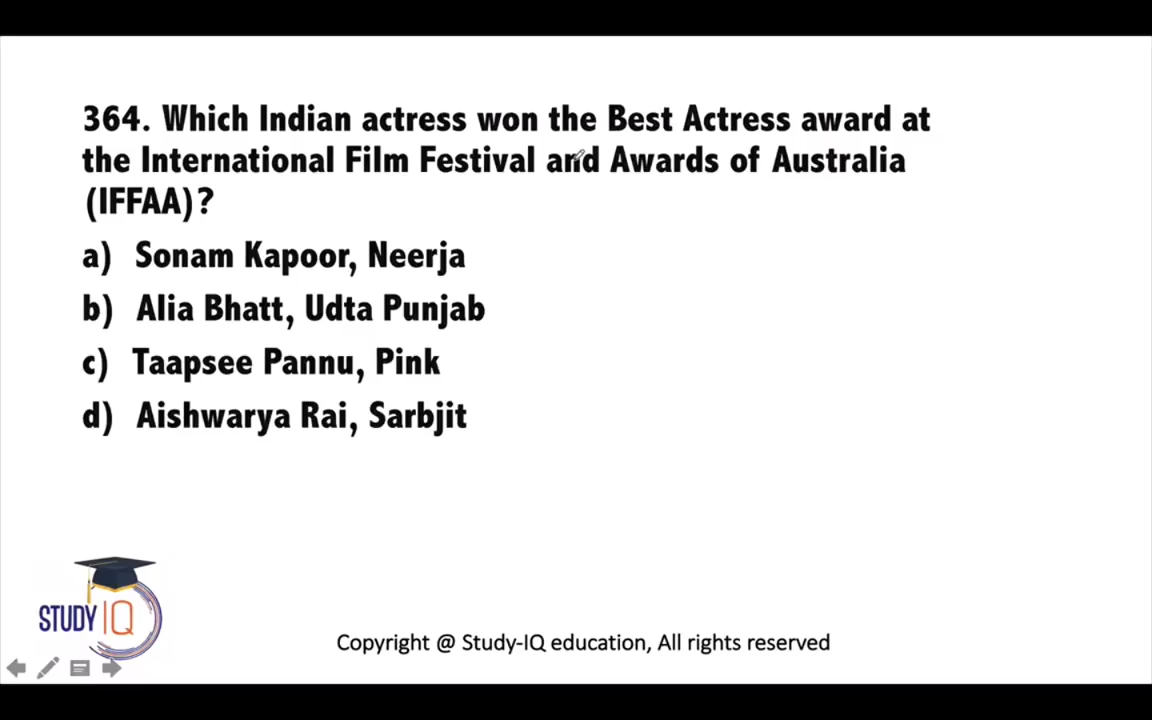 364. Which Indian actress won the Best Actress award at
the International Film Festival and Awards of Australia
(IFFAA)?
a) Sonam Kapoor, Neerja
b) Alia Bhatt, Udta Punjab
c) Taapsee Pannu, Pink
d) Aishwarya Rai, Sarbjit
STUDY IQ
Copyright @ Study-IQ education, All rights reserved